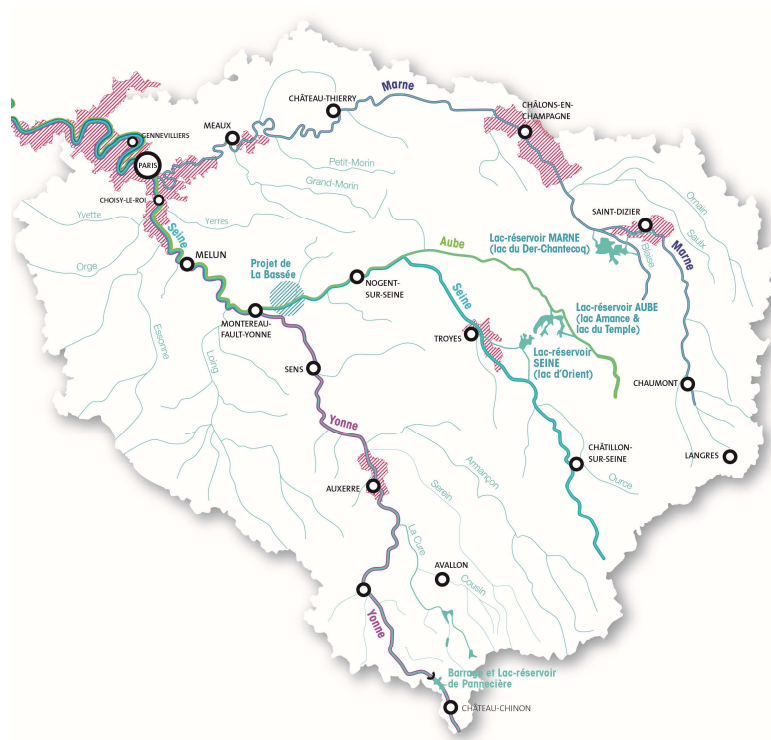 Marne
CHÂTEAU-THIERRY
CHÂLONS-EN-
CHAMPAGNE
MEAUX
GENNEVILLIERS
PARIS
Petit-Morin
Grand-Morin
CHOISY-LE-ROI
Ornain
Saulx
SAINT-DIZIER
Blaise
Marne
Yvette
Yerres
Seine
Lac-réservoir MARNE
(lac du Der-Chantecoq)
Aube
Orge
MELUN
Projet de
La Bassée
NOGENT-
SUR-SEINE
Seine
Lac-réservoir AUBE
(lac Amance &
lac du Temple)
MONTEREAU-
FAULT-YONNE
TROYES
Lac-réservoir
SEINE
(lac d'Orient)
Essonne
Loing
SENS
CHAUMONT
Yonne
CHÂTILLON-
SUR-SEINE
LANGRES
Armançon
Serein
Ource
AUXERRE
La Cure
AVALLON
Cousin
Yonne
Barrage et Lac-réservoir
de Pannecière
CHÂTEAU-CHINON